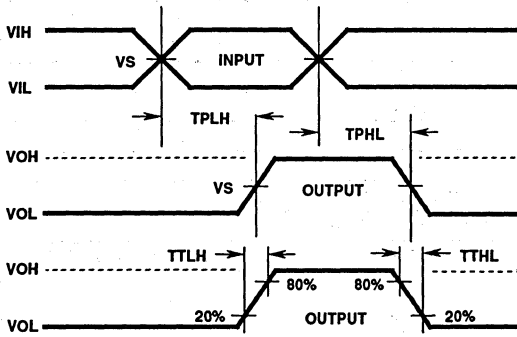 VIH
VS INPUT
VIL
TPLH
TPHL
VOH
VS OUTPUT
VOL
TTLH TTHL
VOH
80% 80%
20% OUTPUT 20%
VOL